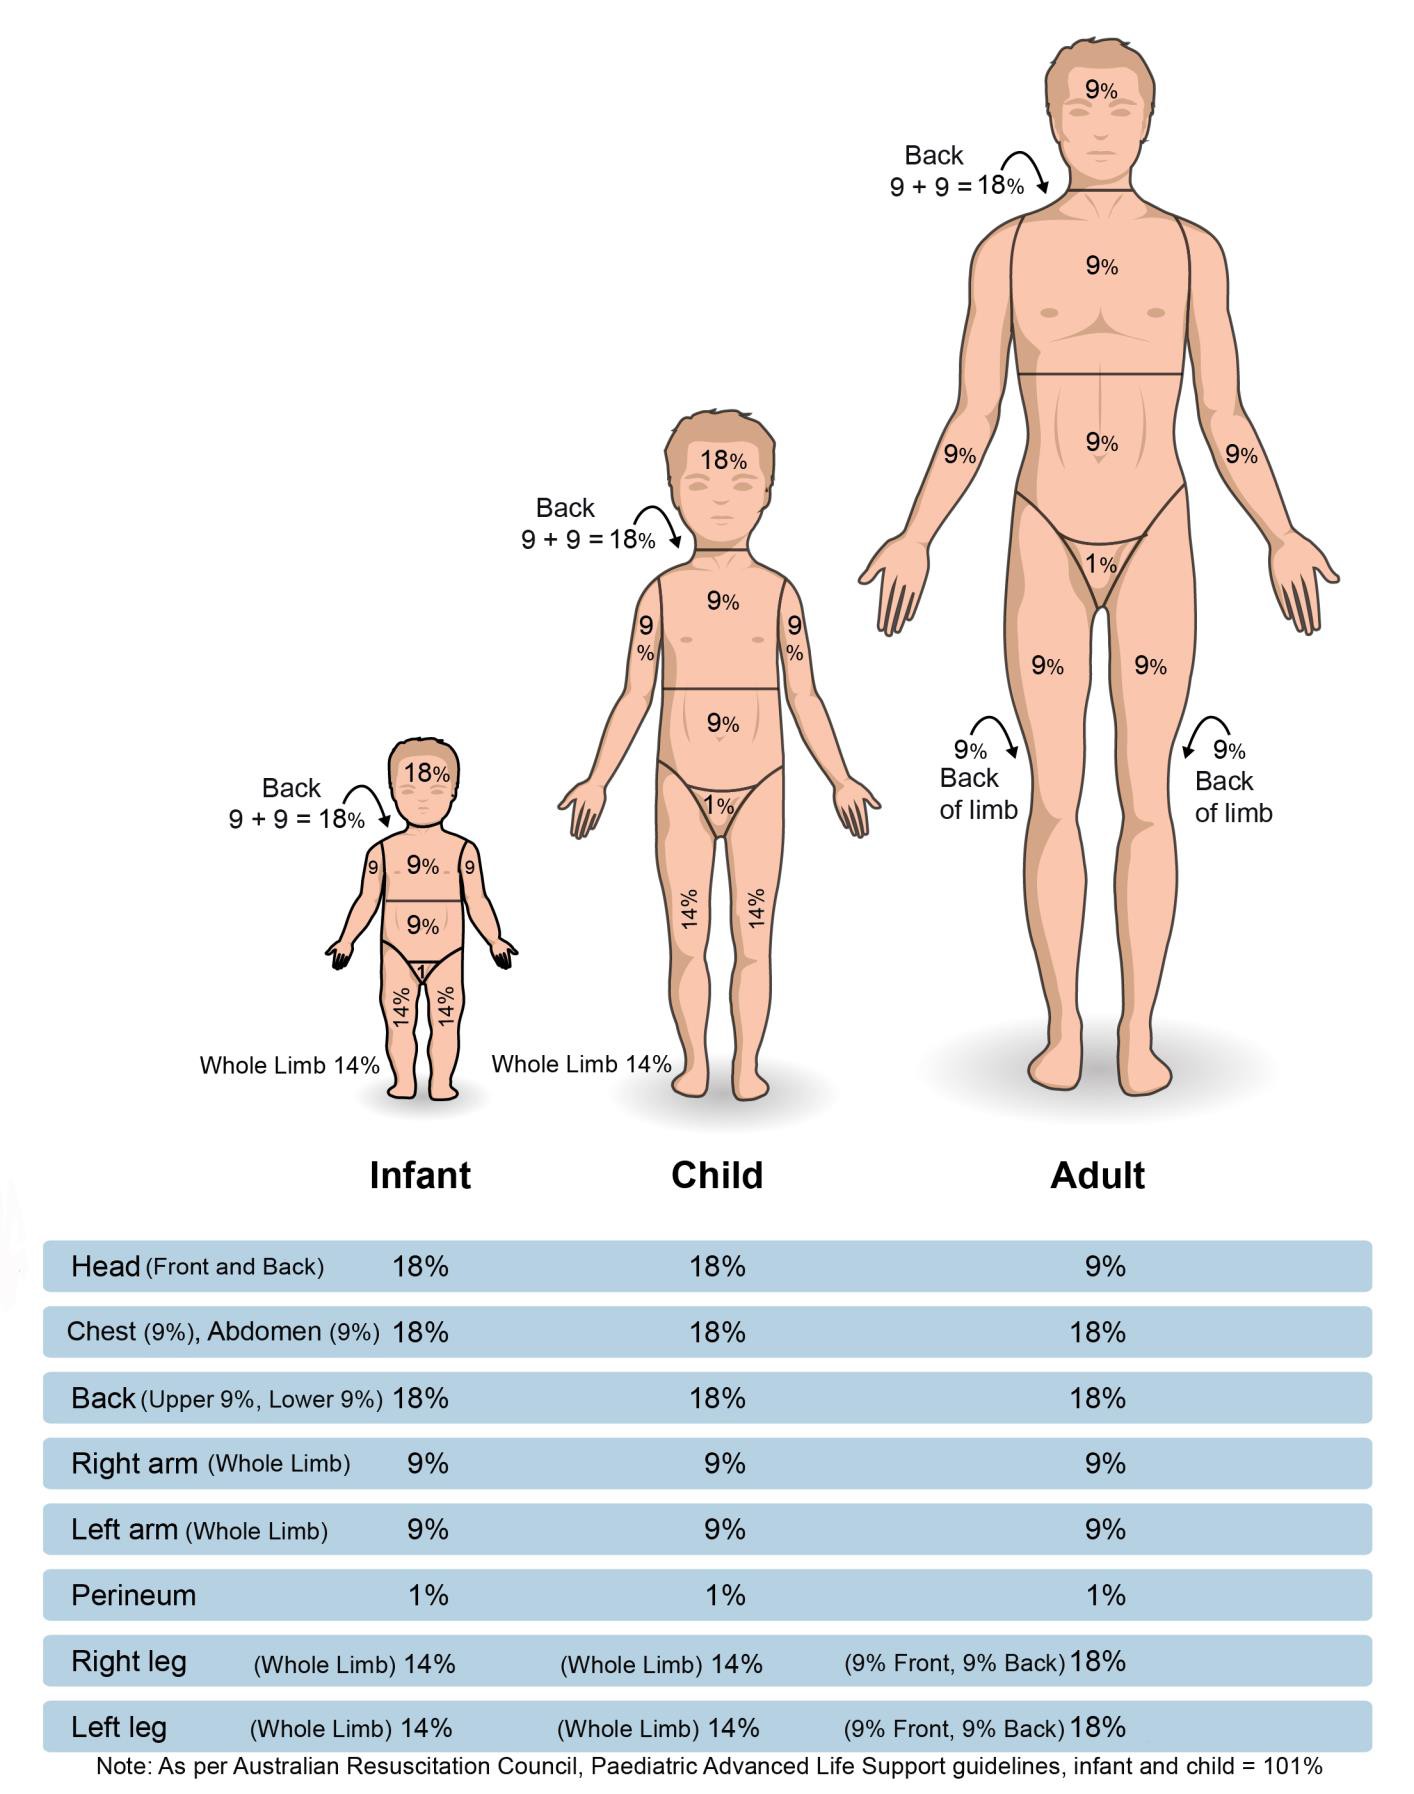 9%
Back
9 + 9 = 18%
9%
9%
9%
9%
1%
9%
9%
9%
Back
of limb
9%
Back
of limb
18%
Back
9 + 9 = 18%
9%
9
%
9
%
9%
1%
14%
14%
Whole Limb 14%
18%
Back
9 + 9 = 18%
9
9%
9
9%
1
14%
14%
Whole Limb 14%
Infant Child Adult
Head (Front and Back) 18% 18% 9%
Chest (9%), Abdomen (9%) 18% 18% 18%
Back (Upper 9%, Lower 9%) 18% 18% 18%
Right arm (Whole Limb) 9% 9% 9%
Left arm (Whole Limb) 9% 9% 9%
Perineum 1% 1% 1%
Right leg (Whole Limb) 14% (Whole Limb) 14% (9% Front, 9% Back) 18%
Left leg (Whole Limb) 14% (Whole Limb) 14% (9% Front, 9% Back) 18%
Note: As per Australian Resuscitation Council, Paediatric Advanced Life Support guidelines, infant and child = 101%